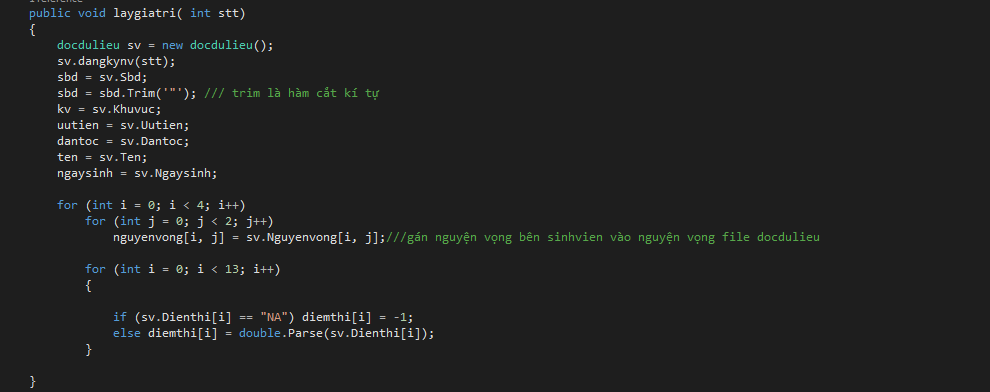 public void laygiatri( int stt)
{
docdulieu sv = new docdulieu();
sv.dangkynv(stt);
sbd = sv.Sbd;
sbd = sbd.Trim('"'); /// trim là hàm cắt kí tự
kv = sv.Khuvuc;
uutien = sv.Uutien;
dantoc = sv.Dantoc;
ten = sv.Ten;
ngaysinh = sv.Ngaysinh;
for (int i = 0; i < 4; i++)
for (int j = 0; j < 2; j++)
nguyenvong[i, j] = sv.Nguyenvong[i, j];///gán nguyện vọng bên sinhvien vào nguyện vọng file docdulieu
for (int i = 0; i < 13; i++)
{
if (sv.Dienthi[i] == "NA") diemthi[i] = -1;
else diemthi[i] = double.Parse(sv.Dienthi[i]);
}
}